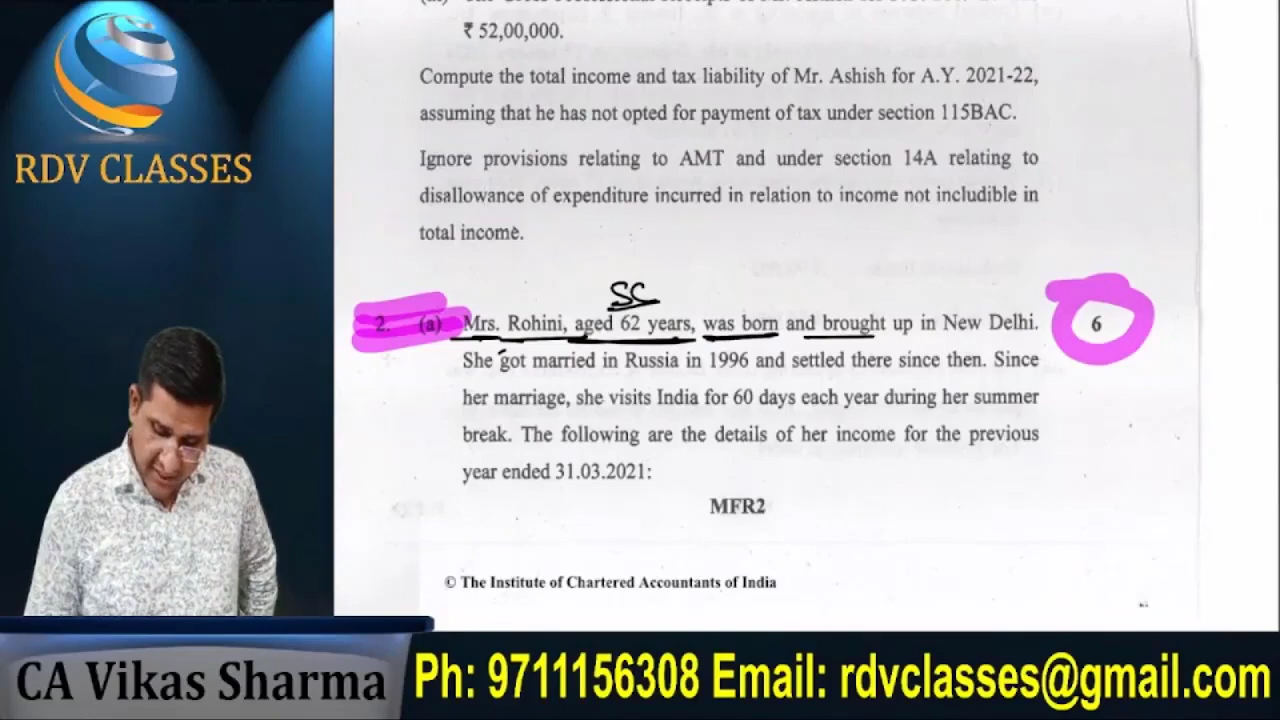 ₹ 52,00,000.
Compute the total income and tax liability of Mr. Ashish for A.Y. 2021-22,
assuming that he has not opted for payment of tax under section 115BAC.
Ignore provisions relating to AMT and under section 14A relating to
disallowance of expenditure incurred in relation to income not includible in
total income.
SC
2. (a) Mrs. Rohini, aged 62 years, was born and brought up in New Delhi. 6
She got married in Russia in 1996 and settled there since then. Since
her marriage, she visits India for 60 days each year during her summer
break. The following are the details of her income for the previous
year ended 31.03.2021:
MFR2
© The Institute of Chartered Accountants of India
RDV CLASSES
CA Vikas Sharma
Ph: 9711156308 Email: rdvclasses@gmail.com